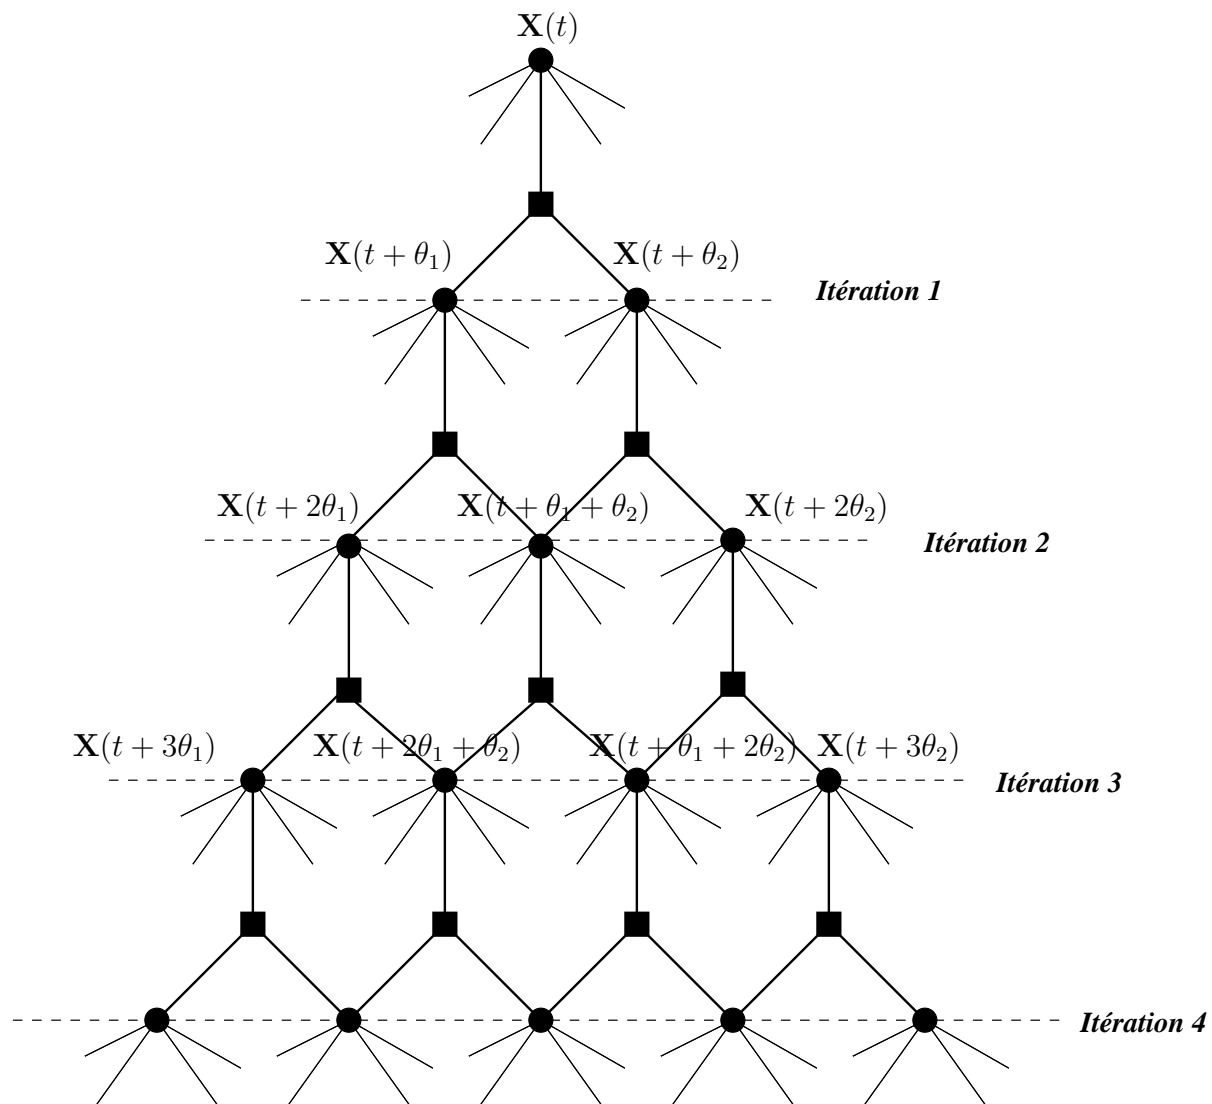 X(t)
X(t + θ₁) X(t + θ₂)
Itération 1
X(t + 2θ₁) X(t + θ₁ + θ₂) X(t + 2θ₂)
Itération 2
X(t + 3θ₁) X(t + 2θ₁ + θ₂) X(t + θ₁ + 2θ₂) X(t + 3θ₂)
Itération 3
Itération 4